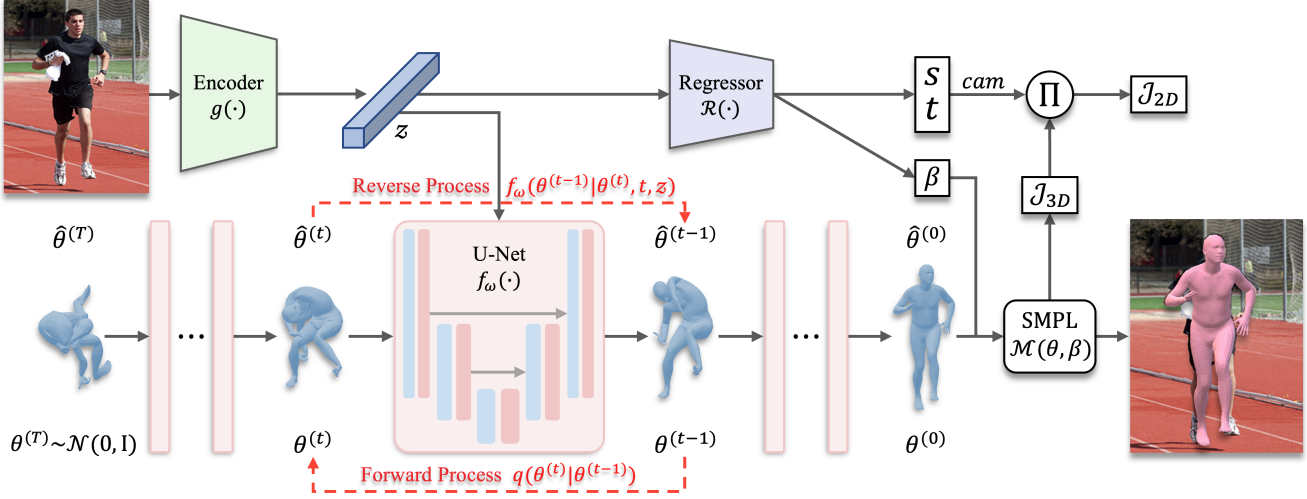 Encoder
g(·)
z
Regressor
ℛ(·)
s
t
cam
Π
𝒥2D
β
𝒥3D
Reverse Process fω(θ(t−1)|θ(t), t, z)
θ̂(T)
θ̂(t)
U-Net
fω(·)
θ̂(t−1)
θ̂(0)
...
...
SMPL
ℳ(θ, β)
θ(T)~𝒩(0, I)
θ(t)
θ(t−1)
θ(0)
Forward Process q(θ(t)|θ(t−1))